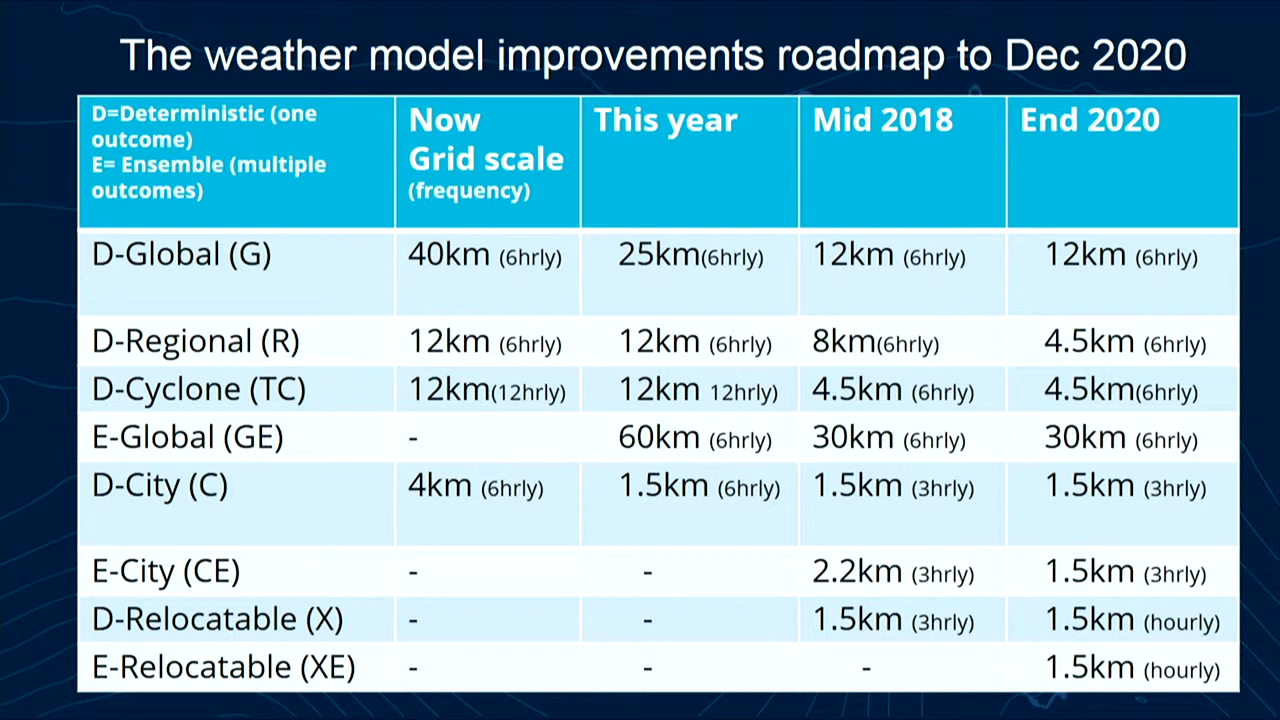 The weather model improvements roadmap to Dec 2020
D=Deterministic (one
outcome)
E= Ensemble (multiple
outcomes)
Now
Grid scale
(frequency)
This year
Mid 2018
End 2020
D-Global (G) 40km (6hrly) 25km(6hrly) 12km (6hrly) 12km (6hrly)
D-Regional (R) 12km (6hrly) 12km (6hrly) 8km(6hrly) 4.5km (6hrly)
D-Cyclone (TC) 12km(12hrly) 12km 12hrly) 4.5km (6hrly) 4.5km(6hrly)
E-Global (GE) - 60km (6hrly) 30km (6hrly) 30km (6hrly)
D-City (C) 4km (6hrly) 1.5km (6hrly) 1.5km (3hrly) 1.5km (3hrly)
E-City (CE) - - 2.2km (3hrly) 1.5km (3hrly)
D-Relocatable (X) - - 1.5km (3hrly) 1.5km (hourly)
E-Relocatable (XE) - - - 1.5km (hourly)